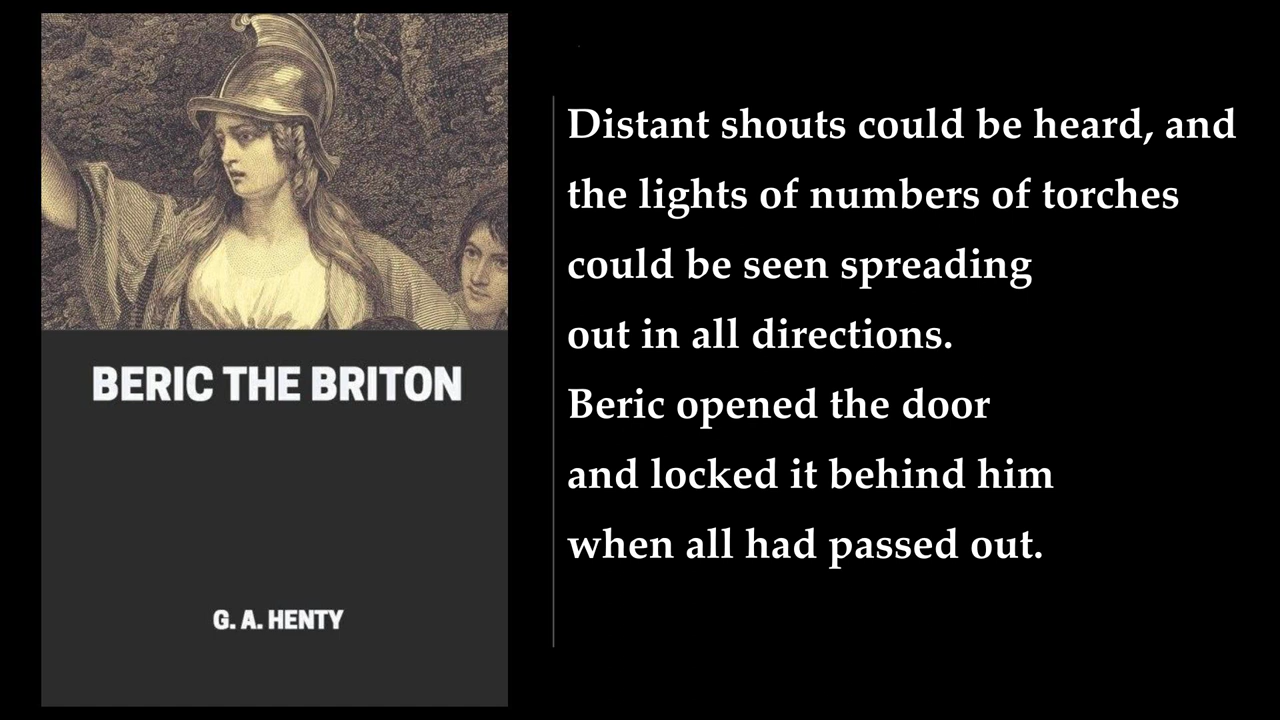 BERIC THE BRITON
G. A. HENTY
Distant shouts could be heard, and
the lights of numbers of torches
could be seen spreading
out in all directions.
Beric opened the door
and locked it behind him
when all had passed out.